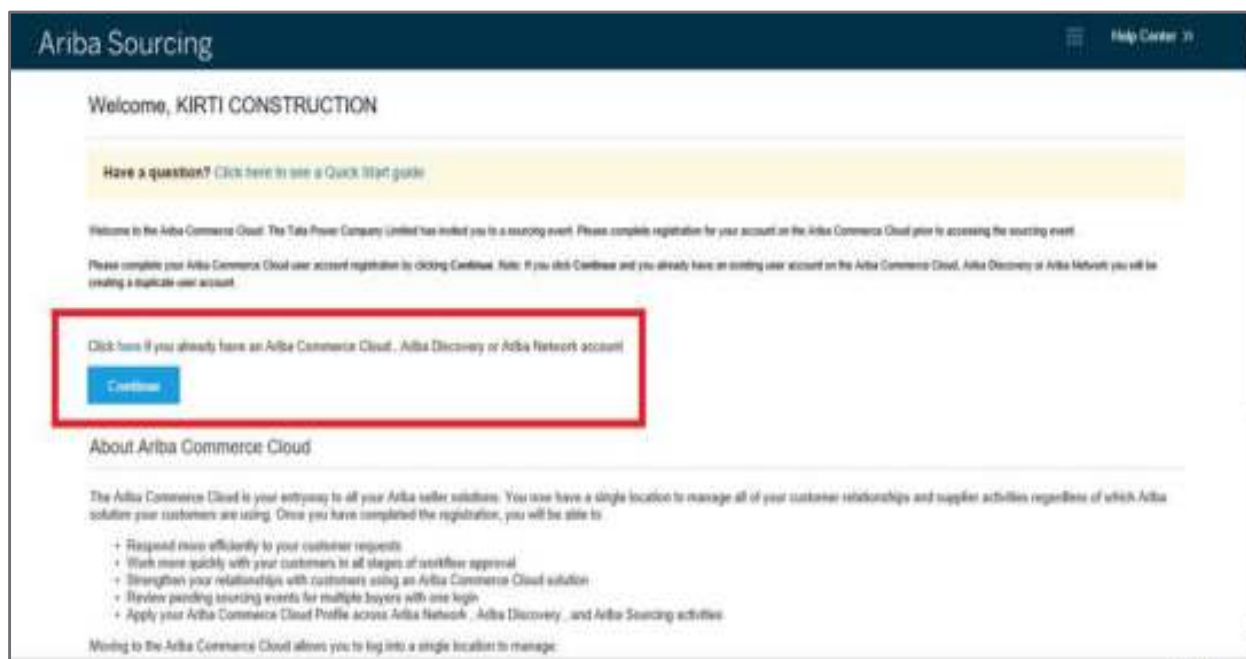 Ariba Sourcing
Help Center »
Welcome, KIRTI CONSTRUCTION
Have a question? Click here to see a Quick Start guide
Welcome to the Ariba Commerce Cloud. The Tata Power Company Limited has invited you to a sourcing event. Please complete registration for your account on the Ariba Commerce Cloud prior to accessing the sourcing event.
Please complete your Ariba Commerce Cloud user account registration by clicking Continue. Note: If you click Continue and you already have an existing user account on the Ariba Commerce Cloud, Ariba Discovery or Ariba Network you will be
creating a duplicate user account.
Click here if you already have an Ariba Commerce Cloud , Ariba Discovery or Ariba Network account
Continue
About Ariba Commerce Cloud
The Ariba Commerce Cloud is your entryway to all your Ariba seller solutions. You now have a single location to manage all of your customer relationships and supplier activities regardless of which Ariba
solution your customers are using. Once you have completed the registration, you will be able to
• Respond more efficiently to your customer requests
• Work more quickly with your customers in all stages of workflow approval
• Strengthen your relationships with customers using an Ariba Commerce Cloud solution
• Review pending sourcing events for multiple buyers with one login
• Apply your Ariba Commerce Cloud Profile across Ariba Network , Ariba Discovery , and Ariba Sourcing activities
Moving to the Ariba Commerce Cloud allows you to log into a single location to manage: